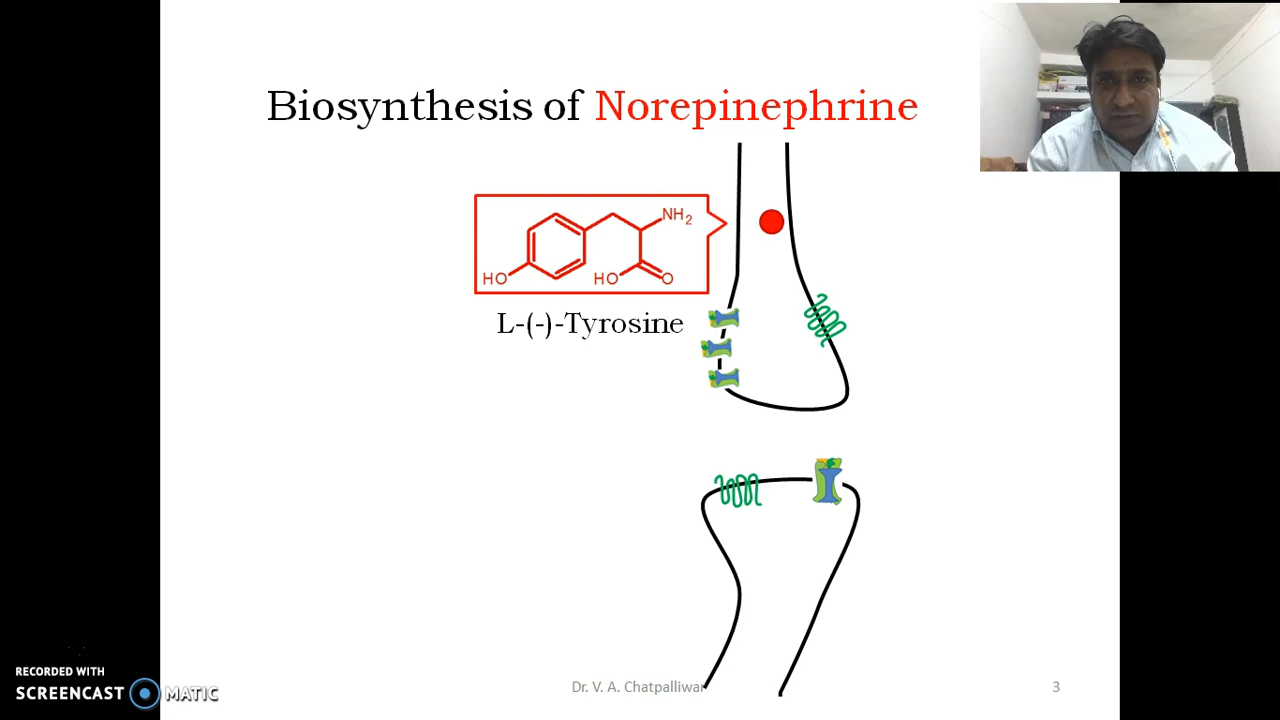 Biosynthesis of Norepinephrine
NH2
HO
HO
O
L-(-)-Tyrosine
RECORDED WITH
SCREENCAST MATIC
Dr. V. A. Chatpalliwar
3